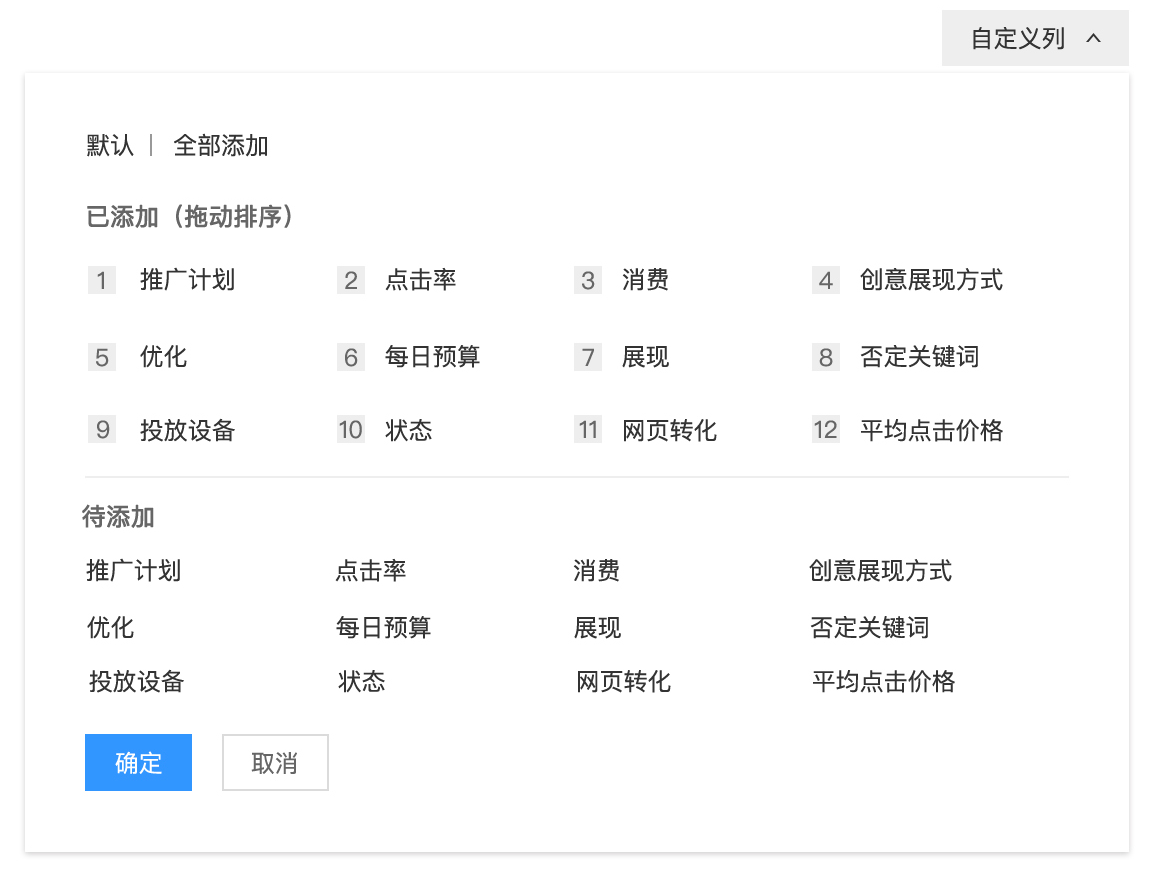 自定义列
默认 | 全部添加
已添加（拖动排序）
1 推广计划 2 点击率 3 消费 4 创意展现方式
5 优化 6 每日预算 7 展现 8 否定关键词
9 投放设备 10 状态 11 网页转化 12 平均点击价格
待添加
推广计划 点击率 消费 创意展现方式
优化 每日预算 展现 否定关键词
投放设备 状态 网页转化 平均点击价格
确定 取消